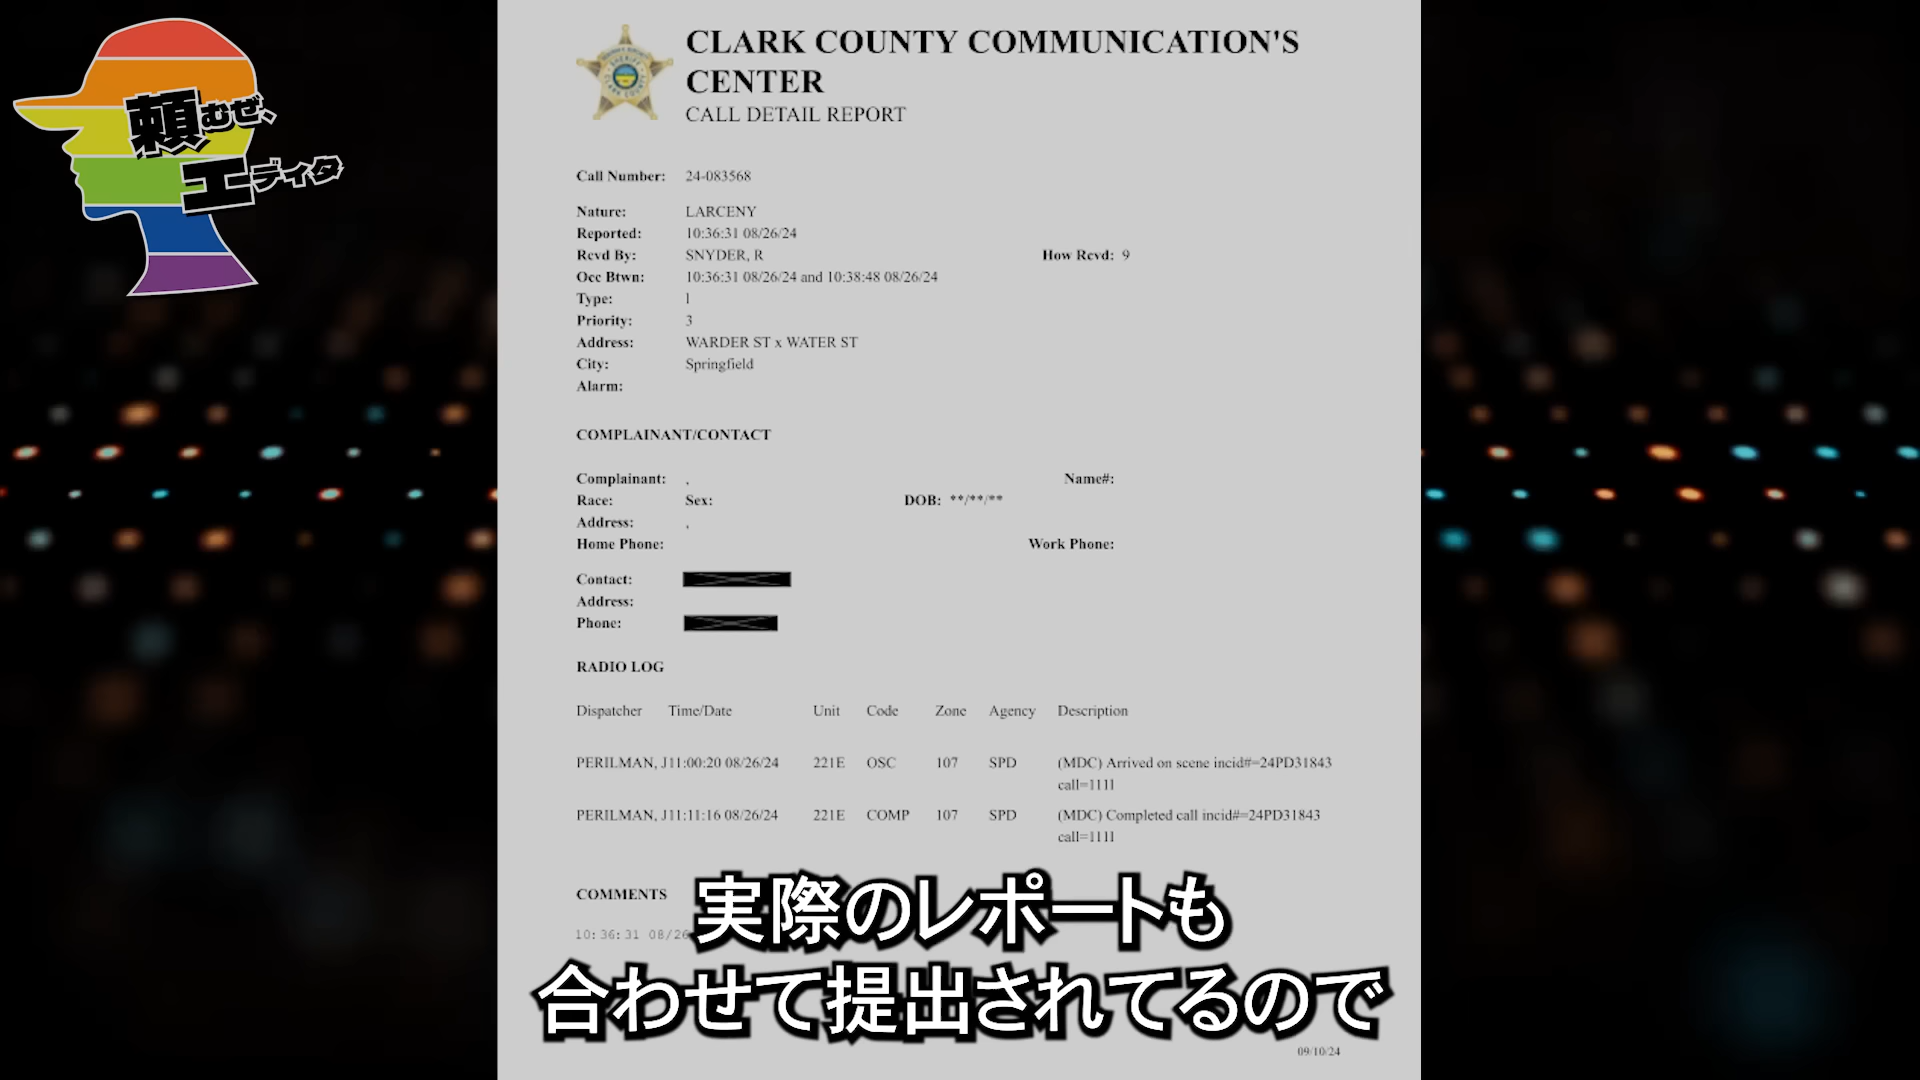 頼むぜ、
エディタ
CLARK COUNTY COMMUNICATION'S
CENTER
CALL DETAIL REPORT
Call Number: 24-083568
Nature: LARCENY
Reported: 10:36:31 08/26/24
Rcvd By: SNYDER, R How Rcvd: 9
Occ Btwn: 10:36:31 08/26/24 and 10:38:48 08/26/24
Type: l
Priority: 3
Address: WARDER ST x WATER ST
City: Springfield
Alarm:
COMPLAINANT/CONTACT
Complainant: , Name#:
Race: Sex: DOB: **/**/**
Address: ,
Home Phone: Work Phone:
Contact:
Address:
Phone:
RADIO LOG
Dispatcher Time/Date Unit Code Zone Agency Description
PERILMAN, J11:00:20 08/26/24 221E OSC 107 SPD (MDC) Arrived on scene incid#=24PD31843
call=111l
PERILMAN, J11:11:16 08/26/24 221E COMP 107 SPD (MDC) Completed call incid#=24PD31843
call=111l
COMMENTS
10:36:31 08/26
実際のレポートも
合わせて提出されてるので
09/10/24